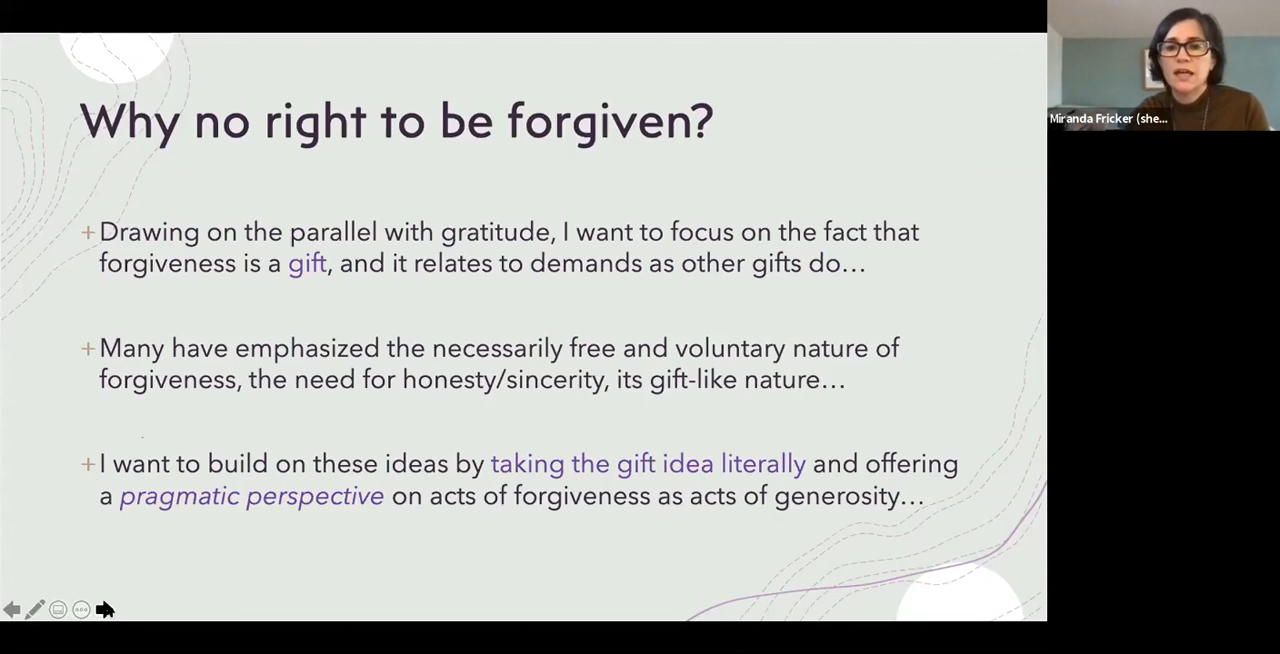 Why no right to be forgiven?
+Drawing on the parallel with gratitude, I want to focus on the fact that
forgiveness is a gift, and it relates to demands as other gifts do…
+Many have emphasized the necessarily free and voluntary nature of
forgiveness, the need for honesty/sincerity, its gift-like nature…
+I want to build on these ideas by taking the gift idea literally and offering
a pragmatic perspective on acts of forgiveness as acts of generosity…
Miranda Fricker (she...